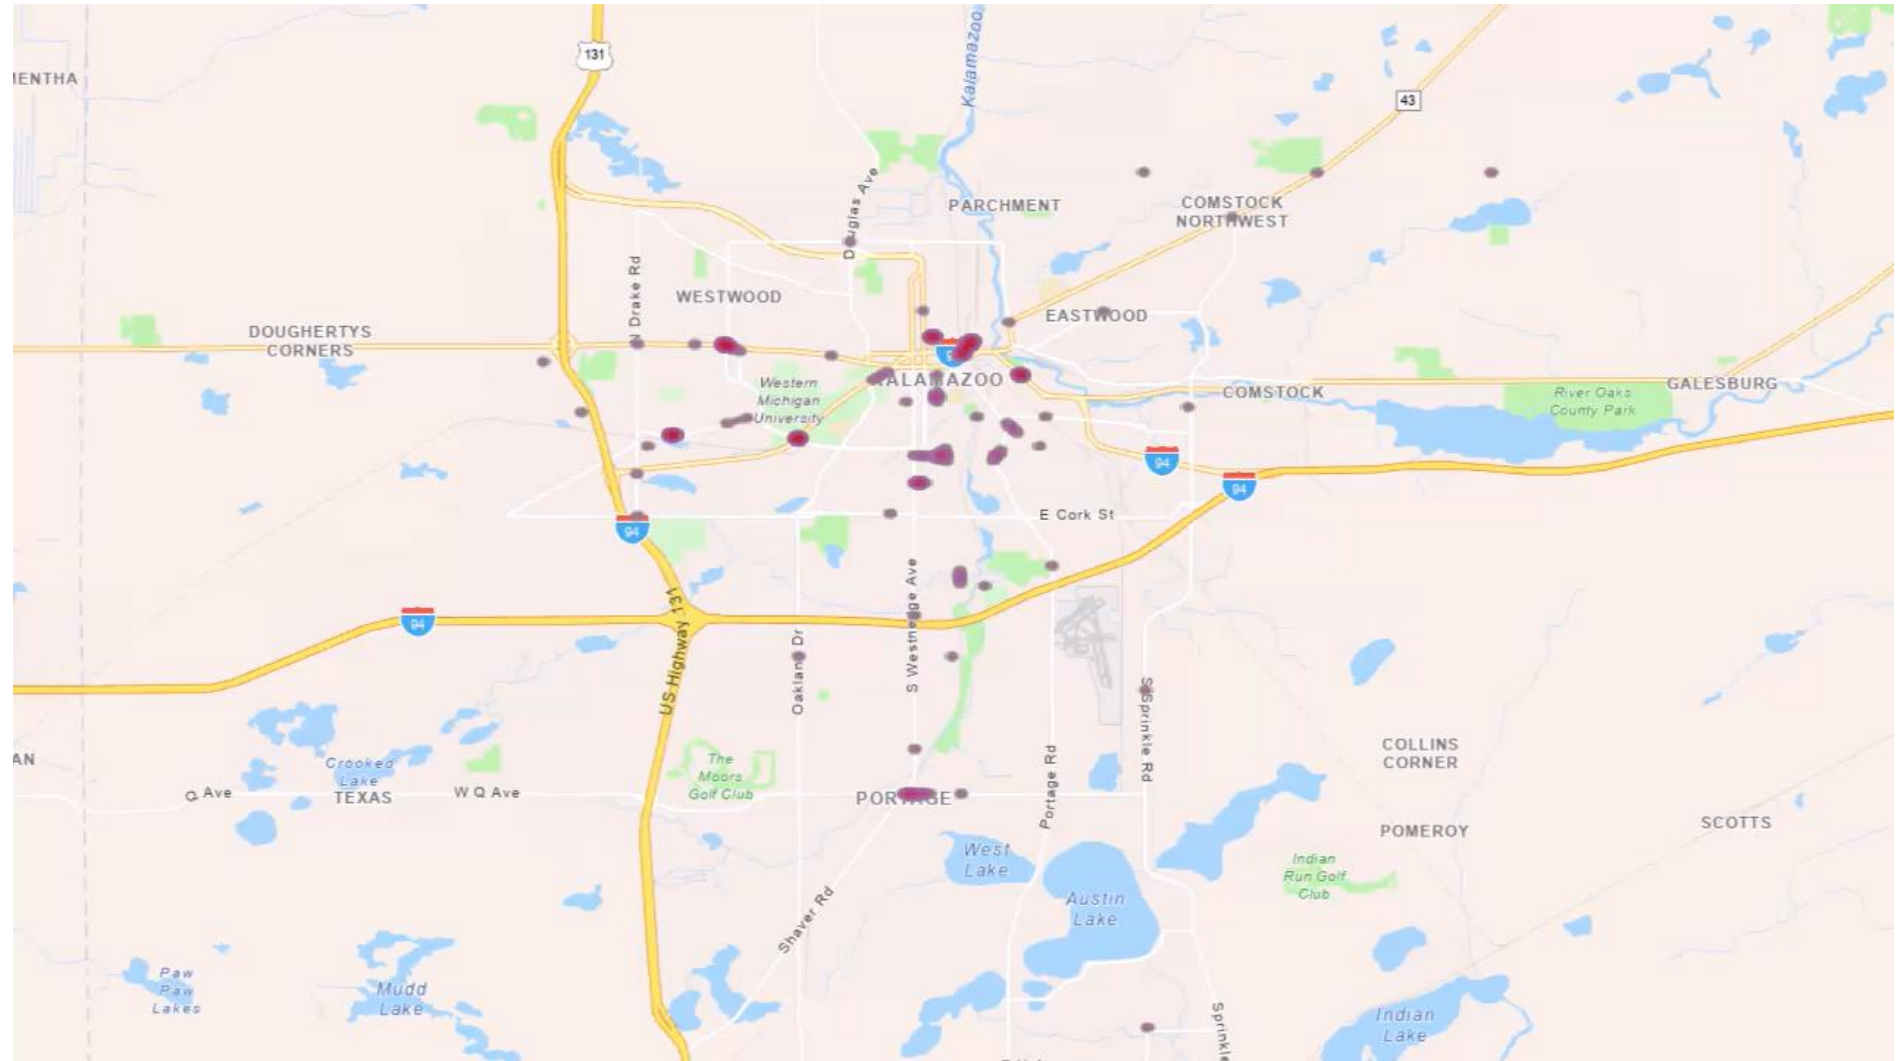 131
43
Kalamazoo
Douglas Ave
PARCHMENT
COMSTOCK
NORTHWEST
N Drake Rd
WESTWOOD
EASTWOOD
DOUGHTERTYS
CORNERS
KALAMAZOO
Western
Michigan
University
COMSTOCK
River Oaks
County Park
GALESBURG
94
94
94
E Cork St
94
US Highway 131
Oakland Dr
S Westnedge Ave
S Sprinkle Rd
Portage Rd
Crooked
Lake
TEXAS
Q Ave
W Q Ave
The
Moors
Golf Club
PORTAGE
COLLINS
CORNER
POMEROY
SCOTTS
West
Lake
Austin
Lake
Indian
Run Golf
Club
Shaver Rd
Paw
Paw
Lakes
Mudd
Lake
Indian
Lake